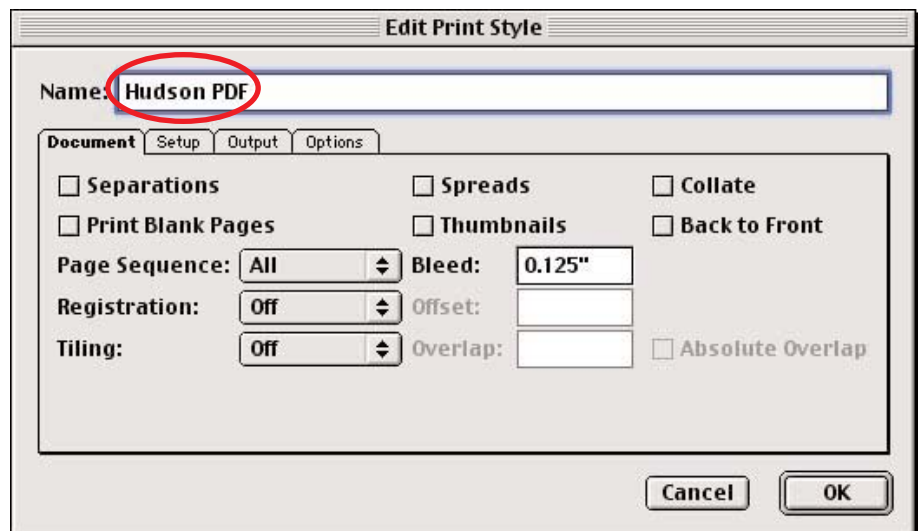 Edit Print Style
Name: Hudson PDF
Document Setup Output Options
Separations Spreads Collate
Print Blank Pages Thumbnails Back to Front
Page Sequence: All Bleed: 0.125"
Registration: Off Offset:
Tiling: Off Overlap: Absolute Overlap
Cancel OK